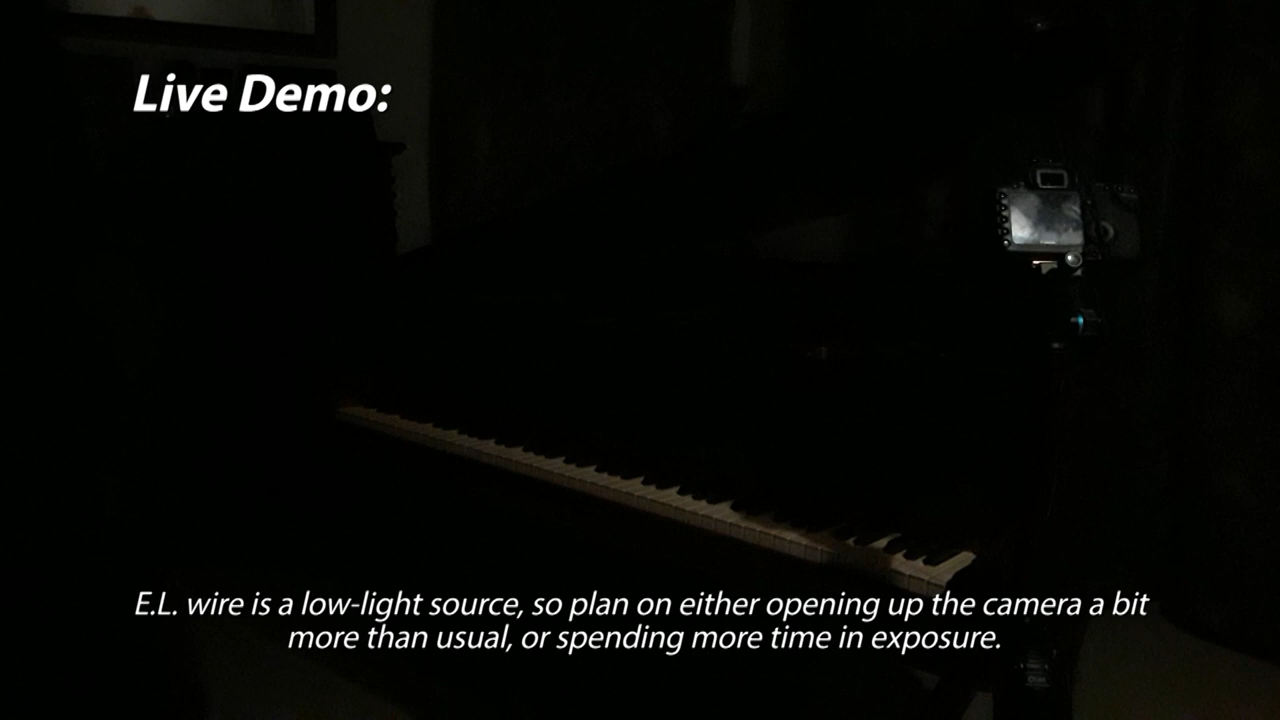 Live Demo:
E.L. wire is a low-light source, so plan on either opening up the camera a bit
more than usual, or spending more time in exposure.